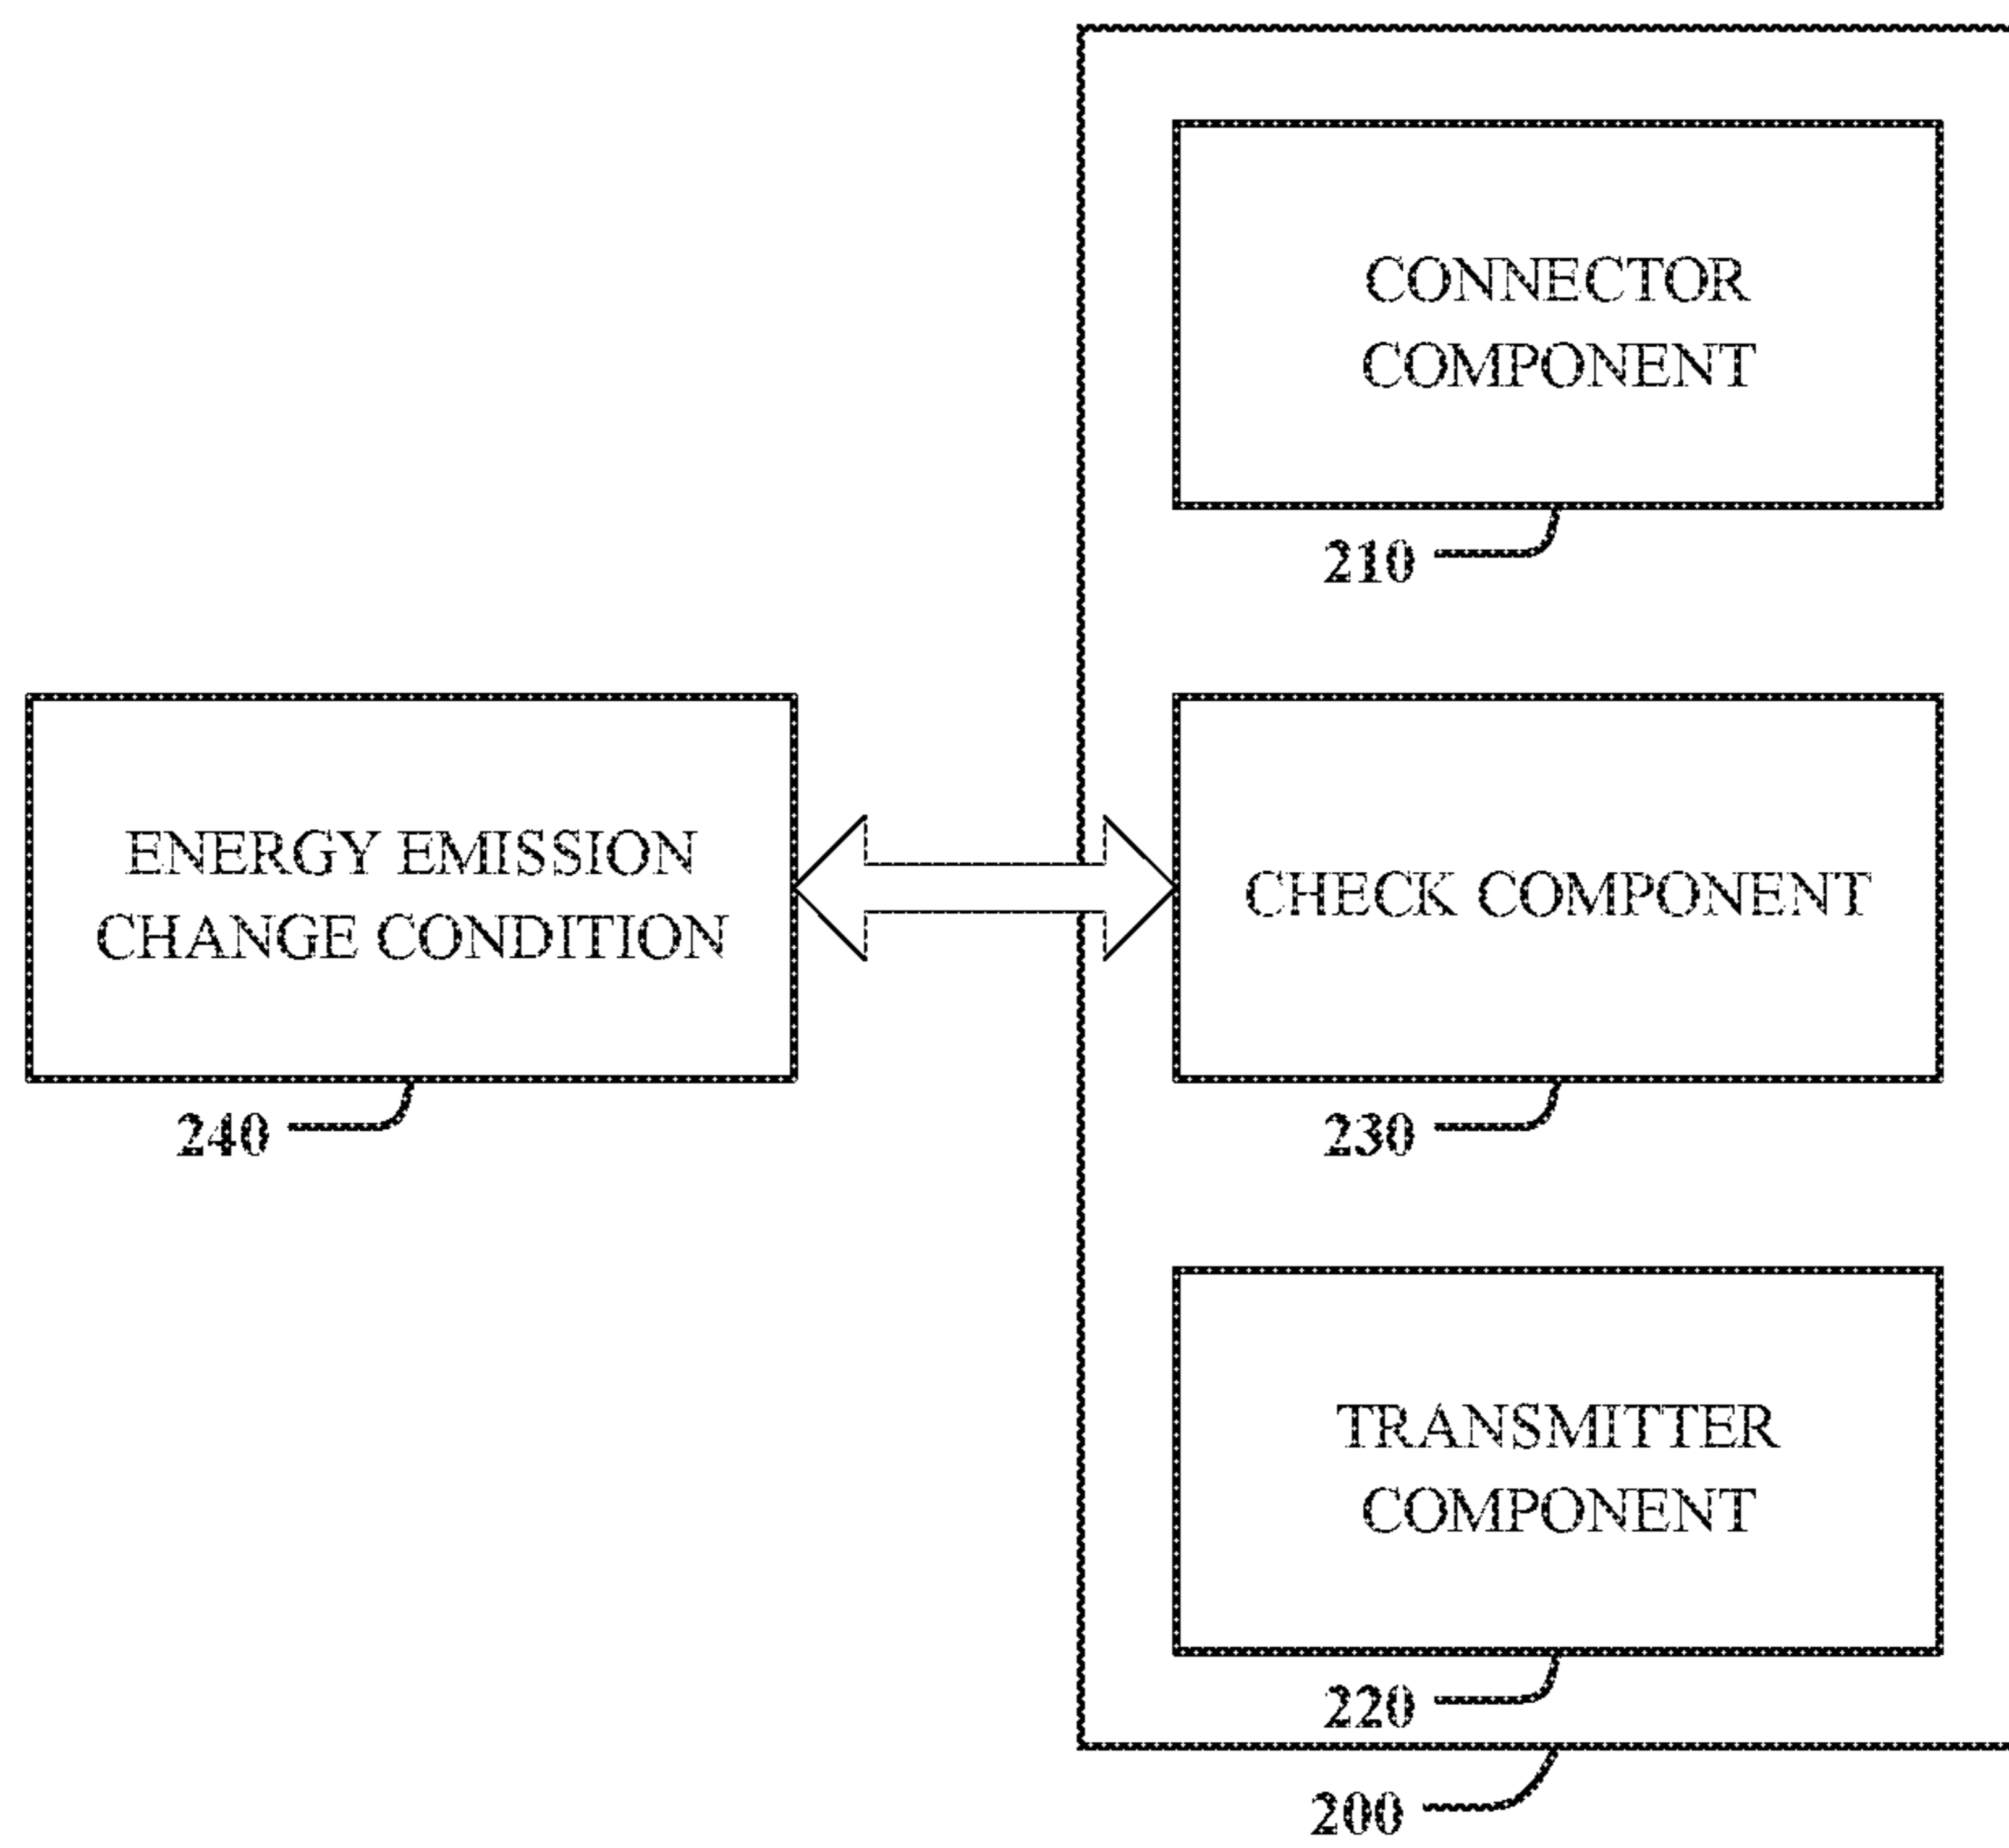 CONNECTOR
COMPONENT
210
ENERGY EMISSION
CHANGE CONDITION
240
CHECK COMPONENT
230
TRANSMITTER
COMPONENT
220
200